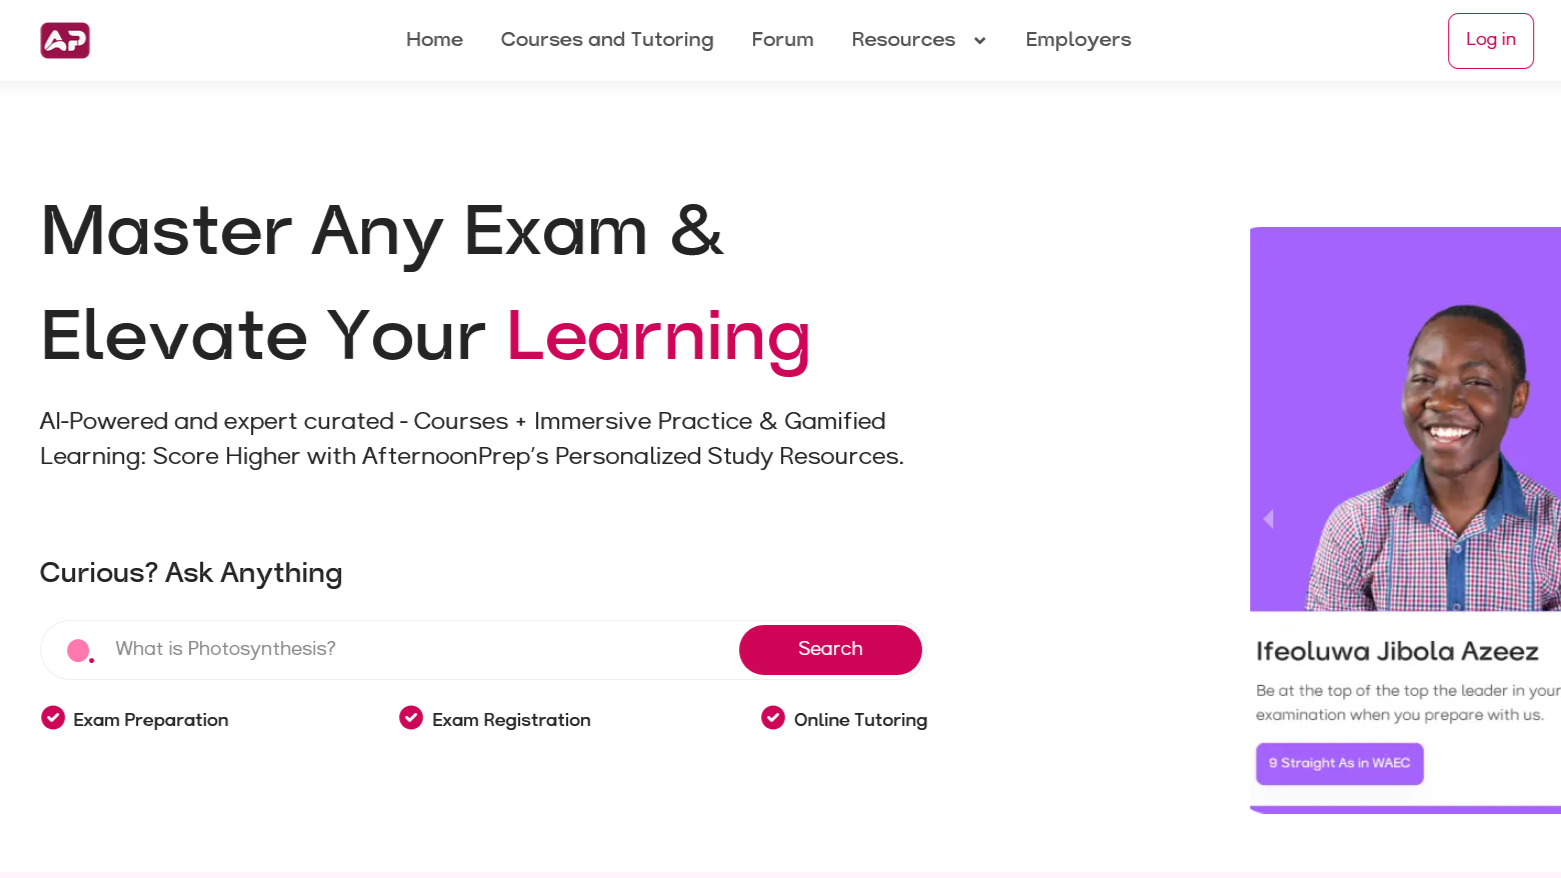 AP
Home Courses and Tutoring Forum Resources Employers Log in
Master Any Exam &
Elevate Your Learning
AI-Powered and expert curated - Courses + Immersive Practice & Gamified
Learning: Score Higher with AfternoonPrep's Personalized Study Resources.
Curious? Ask Anything
What is Photosynthesis? Search
Exam Preparation Exam Registration Online Tutoring
Ifeoluwa Jibola Azeez
Be at the top of the top the leader in your
examination when you prepare with us.
9 Straight As in WAEC